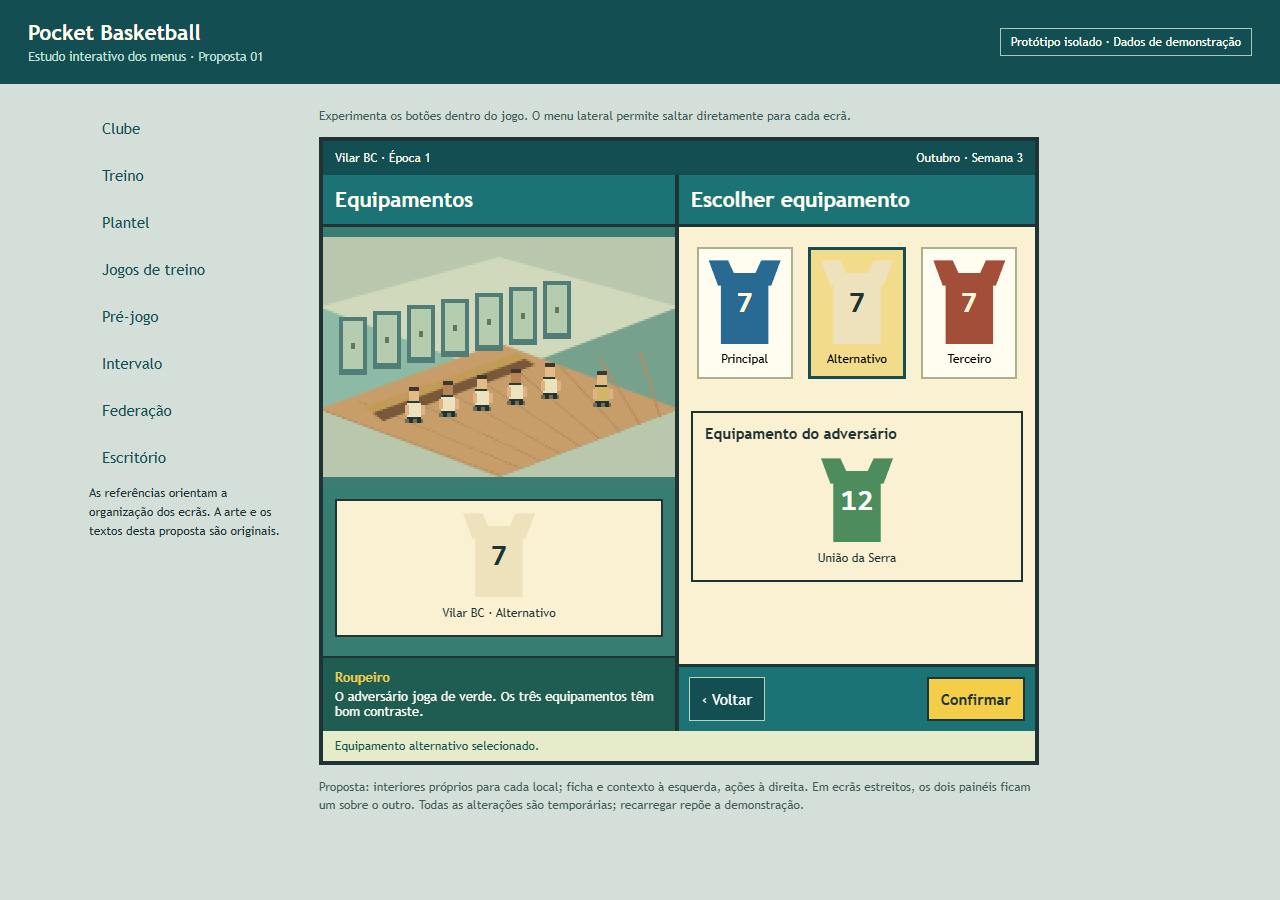 Pocket Basketball
Estudo interativo dos menus · Proposta 01
Protótipo isolado · Dados de demonstração
Clube
Treino
Plantel
Jogos de treino
Pré-jogo
Intervalo
Federação
Escritório
As referências orientam a
organização dos ecrãs. A arte e os
textos desta proposta são originais.
Experimenta os botões dentro do jogo. O menu lateral permite saltar diretamente para cada ecrã.
Vilar BC · Época 1
Outubro · Semana 3
Equipamentos
7
Vilar BC · Alternativo
Roupeiro
O adversário joga de verde. Os três equipamentos têm
bom contraste.
Escolher equipamento
7
Principal
7
Alternativo
7
Terceiro
Equipamento do adversário
12
União da Serra
‹ Voltar
Confirmar
Equipamento alternativo selecionado.
Proposta: interiores próprios para cada local; ficha e contexto à esquerda, ações à direita. Em ecrãs estreitos, os dois painéis ficam
um sobre o outro. Todas as alterações são temporárias; recarregar repõe a demonstração.